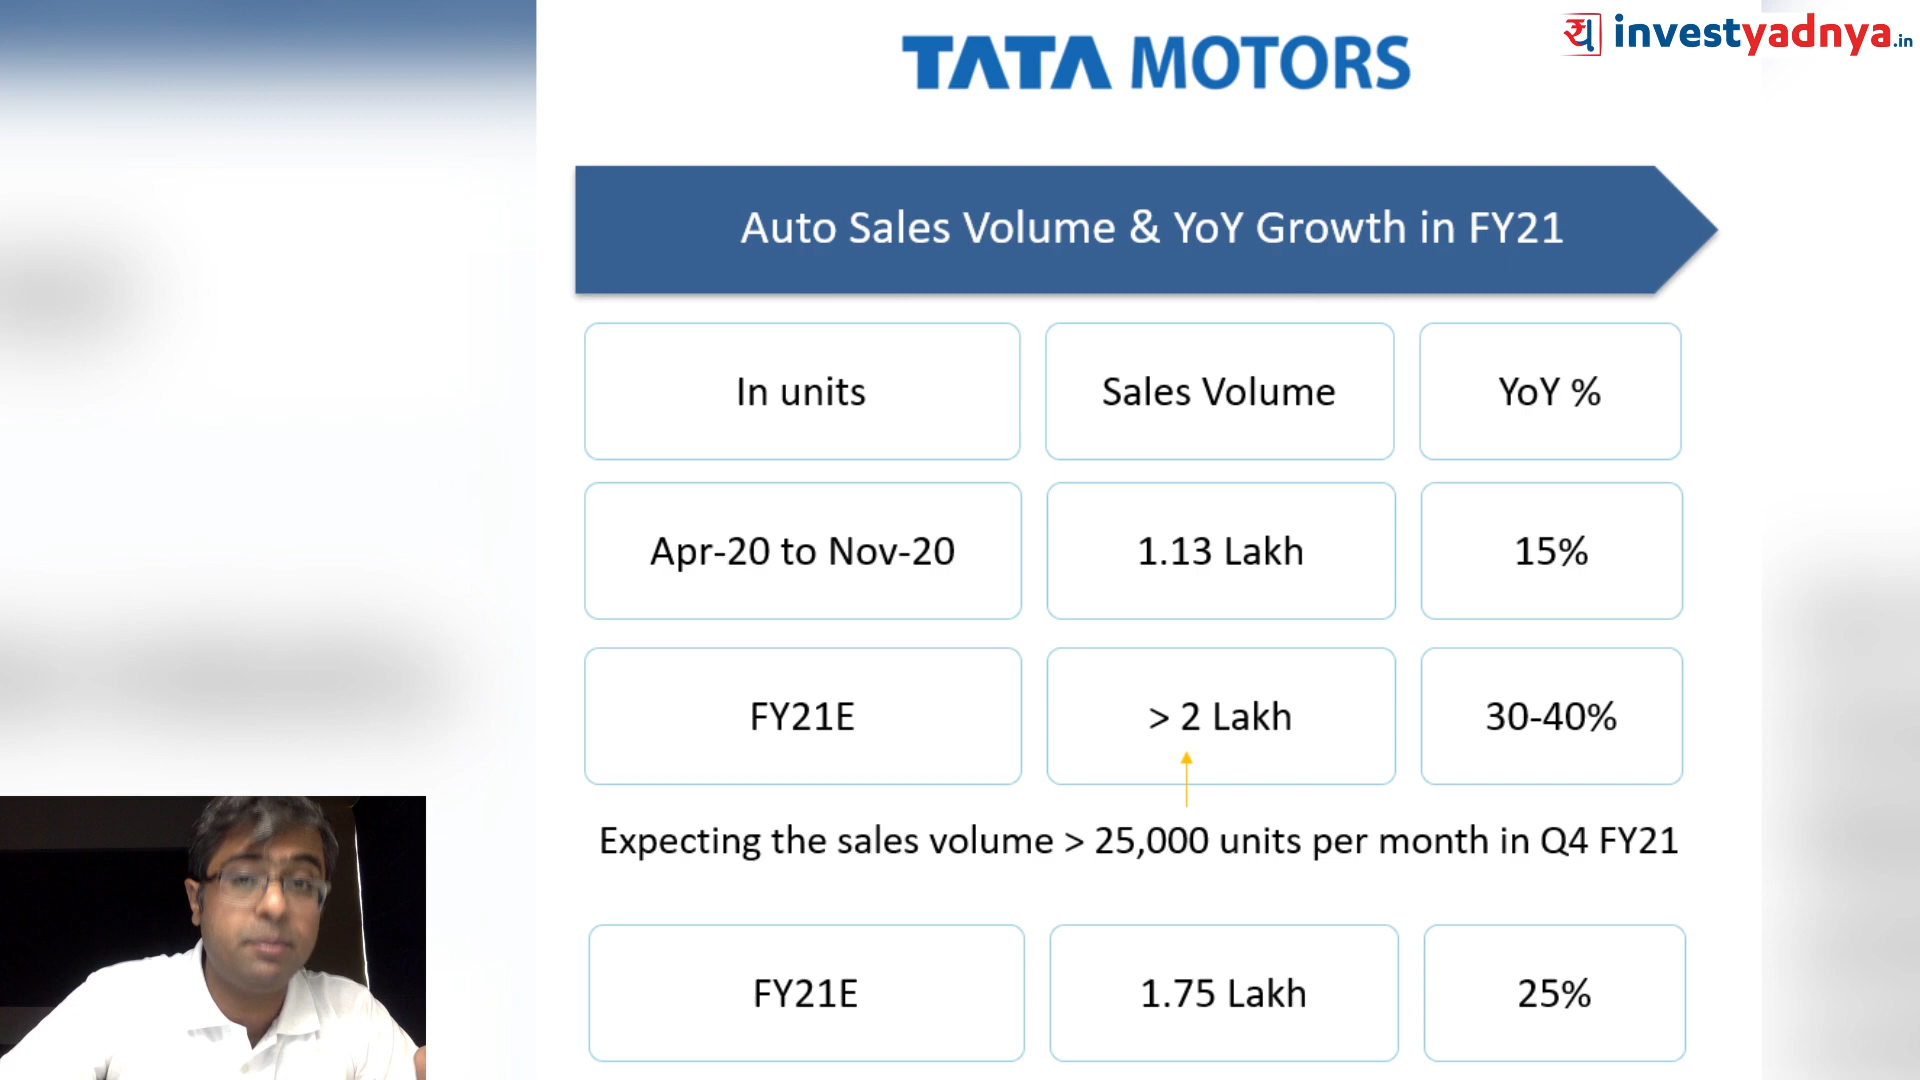 TATA MOTORS
य investyadnya.in
Auto Sales Volume & YoY Growth in FY21
In units Sales Volume YoY %
Apr-20 to Nov-20 1.13 Lakh 15%
FY21E > 2 Lakh 30-40%
Expecting the sales volume > 25,000 units per month in Q4 FY21
FY21E 1.75 Lakh 25%